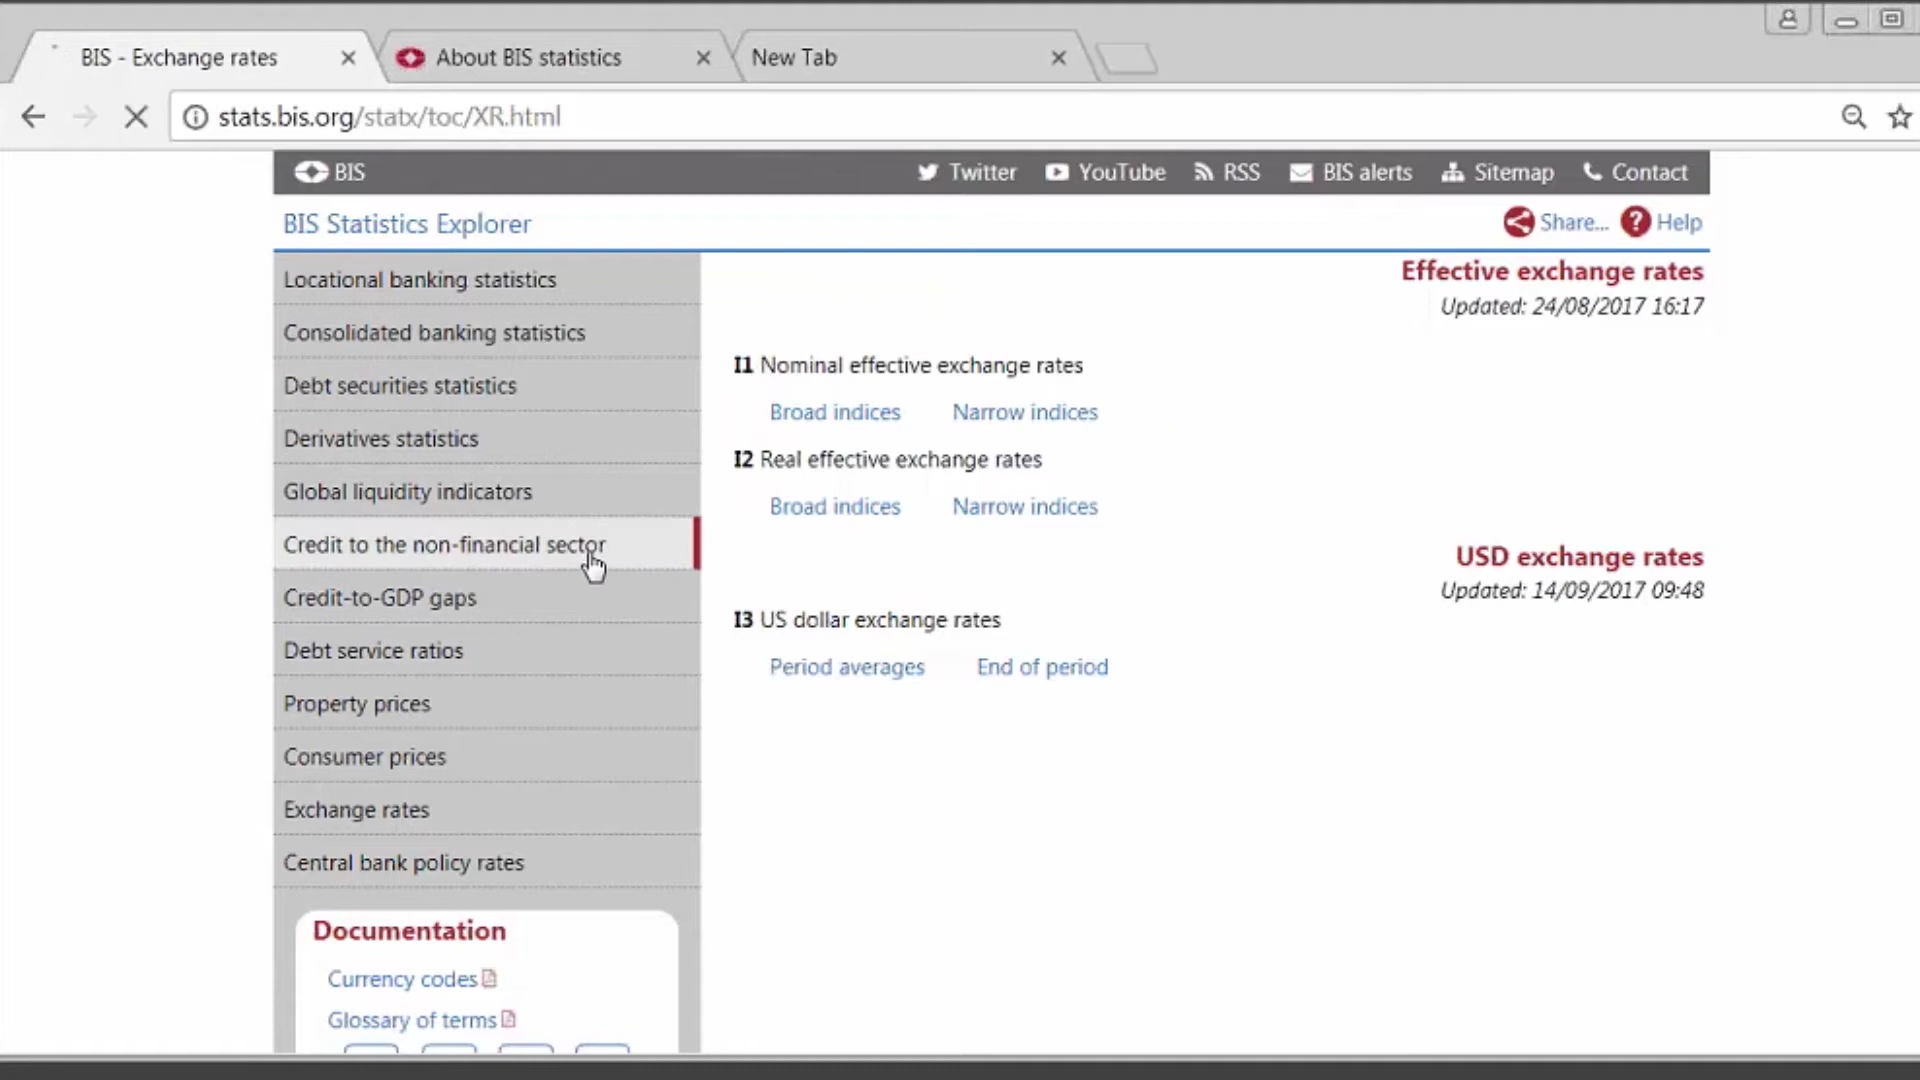 BIS - Exchange rates
About BIS statistics
New Tab
stats.bis.org/statx/toc/XR.html
BIS
Twitter
YouTube
RSS
BIS alerts
Sitemap
Contact
BIS Statistics Explorer
Share...
Help
Locational banking statistics
Consolidated banking statistics
Debt securities statistics
Derivatives statistics
Global liquidity indicators
Credit to the non-financial sector
Credit-to-GDP gaps
Debt service ratios
Property prices
Consumer prices
Exchange rates
Central bank policy rates
Documentation
Currency codes
Glossary of terms
Effective exchange rates
Updated: 24/08/2017 16:17
I1 Nominal effective exchange rates
Broad indices Narrow indices
I2 Real effective exchange rates
Broad indices Narrow indices
USD exchange rates
Updated: 14/09/2017 09:48
I3 US dollar exchange rates
Period averages End of period